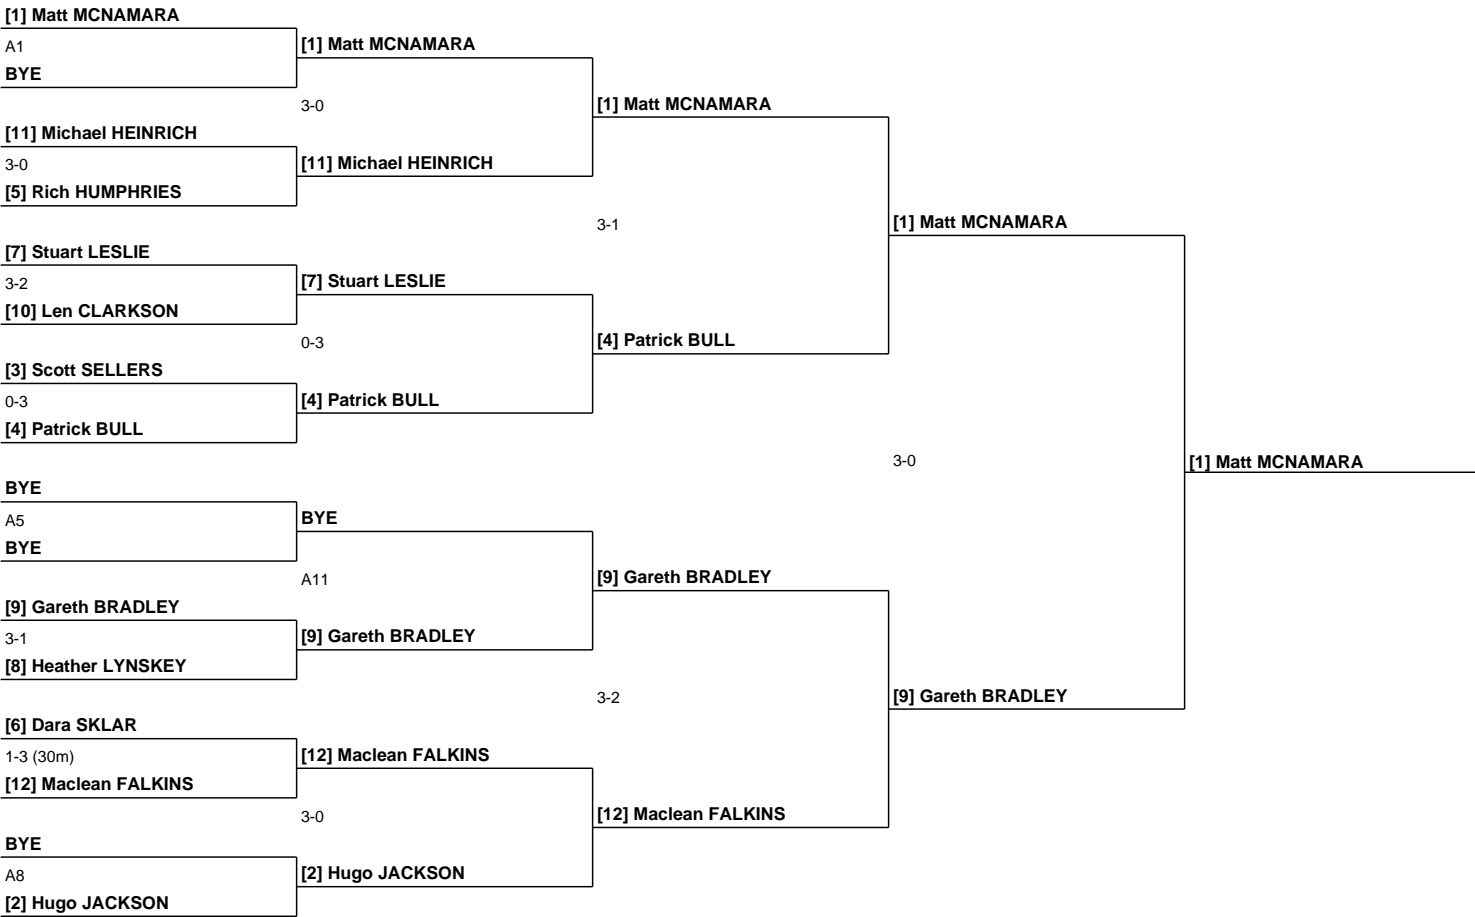 [1] Matt MCNAMARA
A1
BYE
[11] Michael HEINRICH
3-0
[5] Rich HUMPHRIES
[7] Stuart LESLIE
3-2
[10] Len CLARKSON
[3] Scott SELLERS
0-3
[4] Patrick BULL
BYE
A5
BYE
[9] Gareth BRADLEY
3-1
[8] Heather LYNSKEY
[6] Dara SKLAR
1-3 (30m)
[12] Maclean FALKINS
BYE
A8
[2] Hugo JACKSON
[1] Matt MCNAMARA
3-0
[11] Michael HEINRICH
[7] Stuart LESLIE
0-3
[4] Patrick BULL
BYE
A11
[9] Gareth BRADLEY
[12] Maclean FALKINS
3-0
[2] Hugo JACKSON
[1] Matt MCNAMARA
3-1
[4] Patrick BULL
[9] Gareth BRADLEY
3-2
[12] Maclean FALKINS
[1] Matt MCNAMARA
3-0
[9] Gareth BRADLEY
[1] Matt MCNAMARA